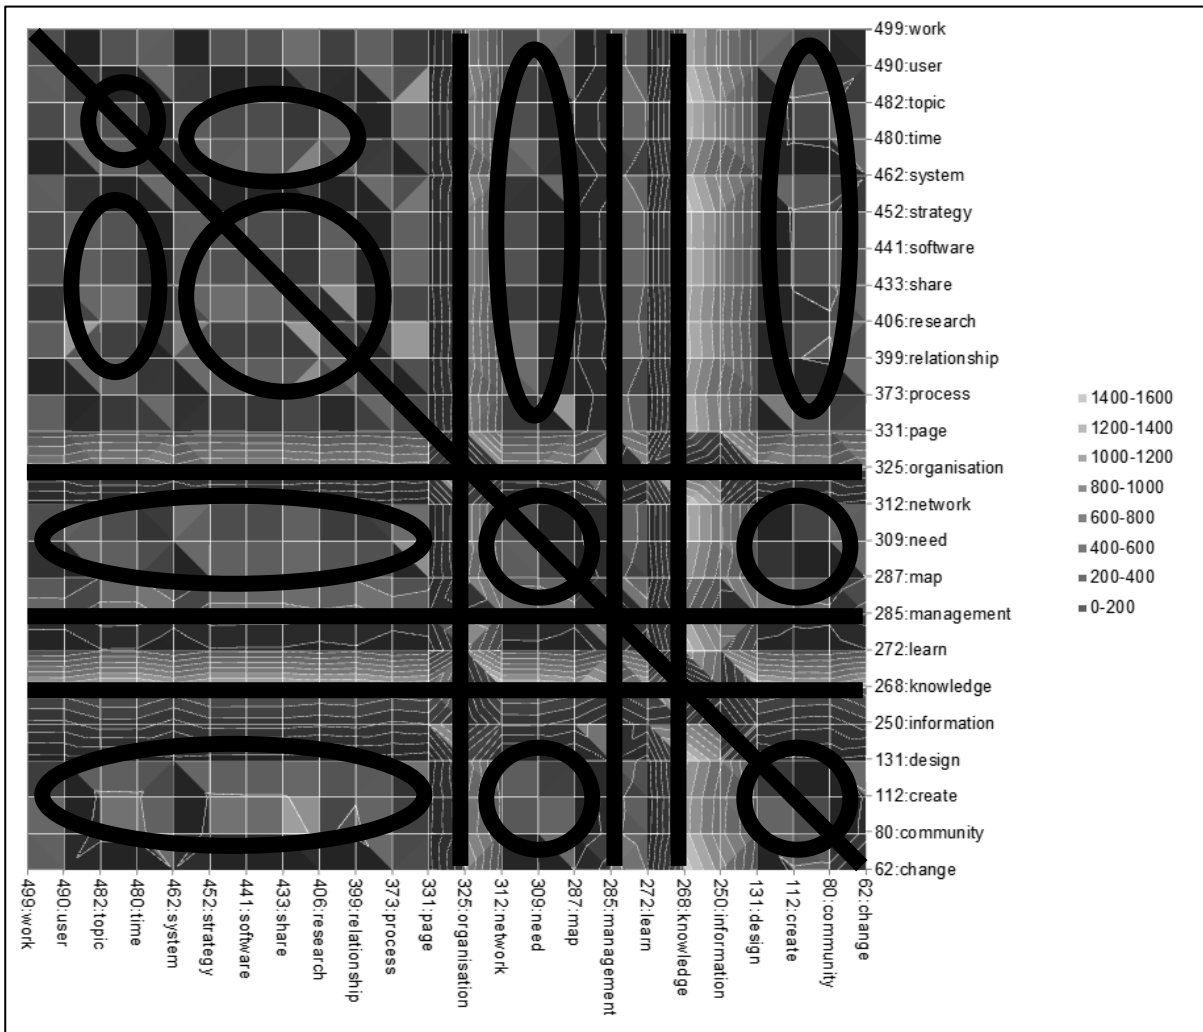 499:work
490:user
482:topic
480:time
462:system
452:strategy
441:software
433:share
406:research
399:relationship
373:process
331:page
325:organisation
312:network
309:need
287:map
285:management
272:learn
268:knowledge
250:information
131:design
112:create
80:community
62:change
1400-1600
1200-1400
1000-1200
800-1000
600-800
400-600
200-400
0-200
499:work
490:user
482:topic
480:time
462:system
452:strategy
441:software
433:share
406:research
399:relationship
373:process
331:page
325:organisation
312:network
309:need
287:map
285:management
272:learn
268:knowledge
250:information
131:design
112:create
80:community
62:change